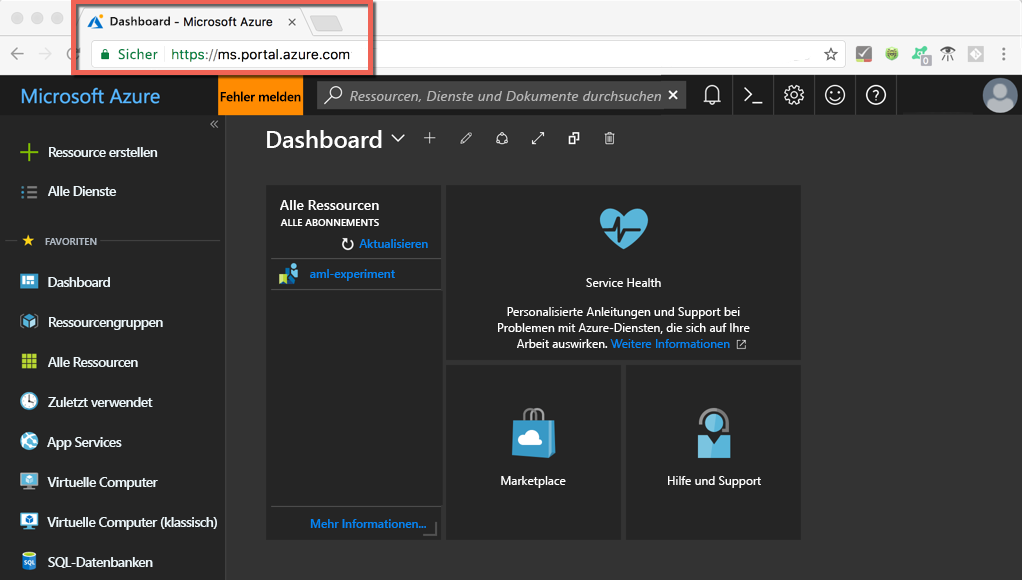 Dashboard - Microsoft Azure
Sicher https://ms.portal.azure.com
0
Microsoft Azure
Fehler melden
Ressourcen, Dienste und Dokumente durchsuchen
Ressource erstellen
Alle Dienste
FAVORITEN
Dashboard
Ressourcengruppen
Alle Ressourcen
Zuletzt verwendet
App Services
Virtuelle Computer
Virtuelle Computer (klassisch)
SQL
SQL-Datenbanken
Dashboard
Alle Ressourcen
ALLE ABONNEMENTS
Aktualisieren
aml-experiment
Mehr Informationen...
Service Health
Personalisierte Anleitungen und Support bei
Problemen mit Azure-Diensten, die sich auf Ihre
Arbeit auswirken. Weitere Informationen
Marketplace
Hilfe und Support